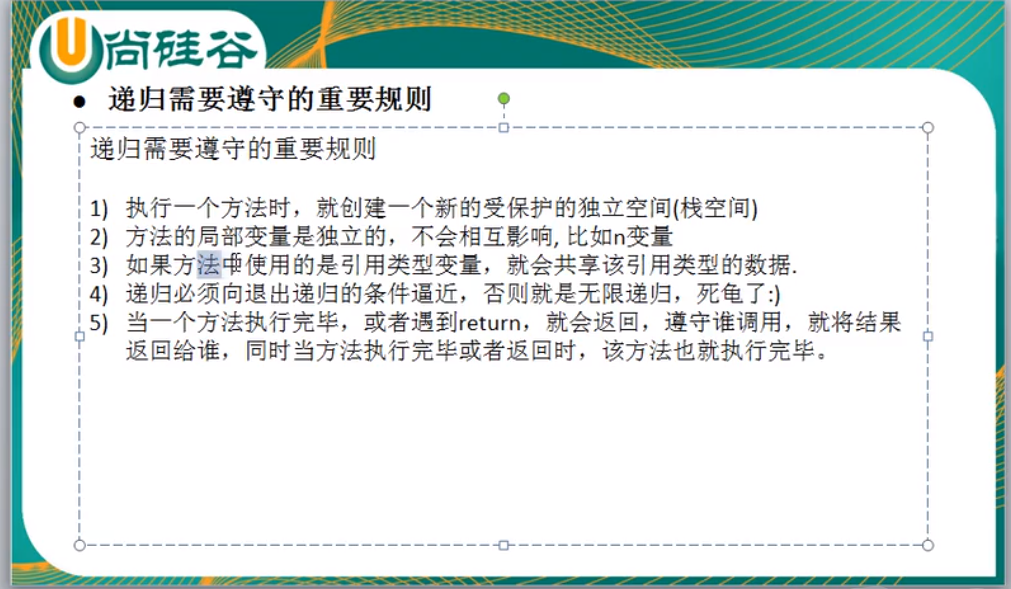 尚硅谷
● 递归需要遵守的重要规则
递归需要遵守的重要规则
1) 执行一个方法时，就创建一个新的受保护的独立空间(栈空间)
2) 方法的局部变量是独立的，不会相互影响, 比如n变量
3) 如果方法中使用的是引用类型变量，就会共享该引用类型的数据.
4) 递归必须向退出递归的条件逼近，否则就是无限递归，死龟了:)
5) 当一个方法执行完毕，或者遇到return，就会返回，遵守谁调用，就将结果
返回给谁，同时当方法执行完毕或者返回时，该方法也就执行完毕。